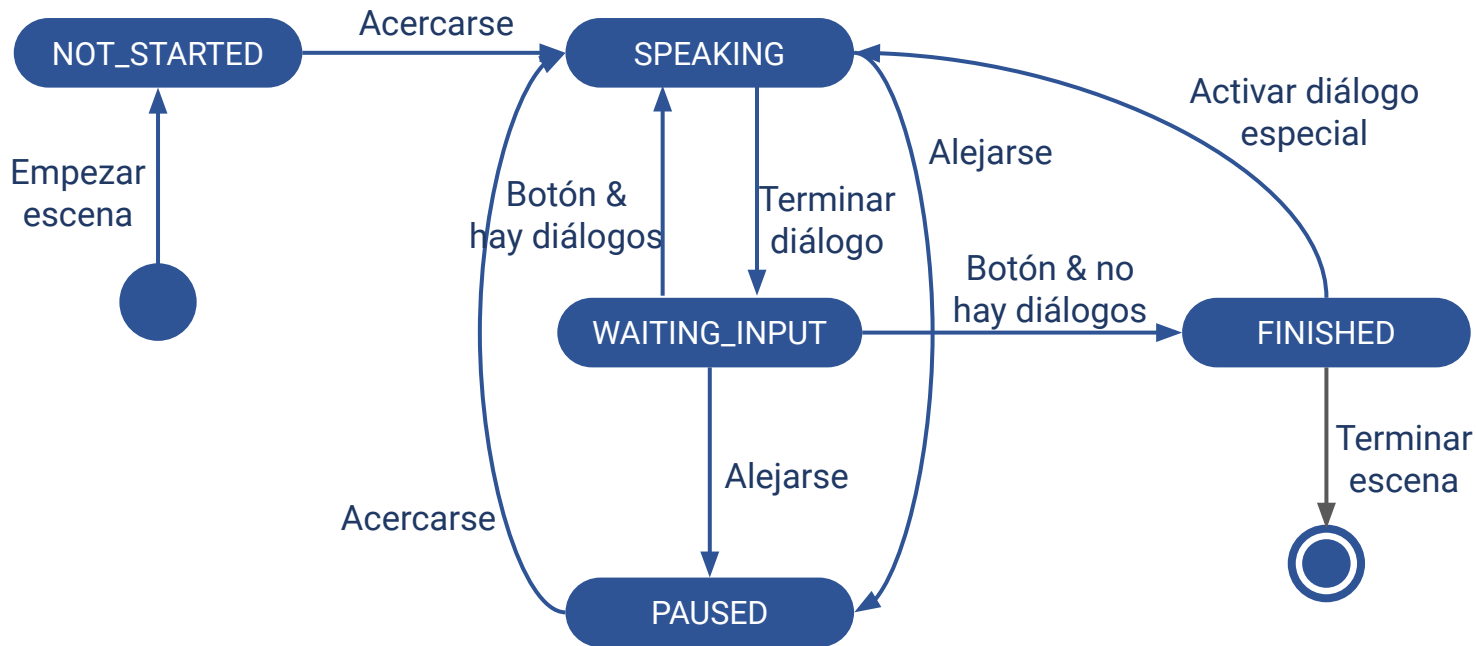 Acercarse
NOT_STARTED
SPEAKING
Activar diálogo
especial
Alejarse
Empezar
escena
Botón &
hay diálogos
Terminar
diálogo
Botón & no
hay diálogos
WAITING_INPUT
FINISHED
Terminar
escena
Alejarse
Acercarse
PAUSED